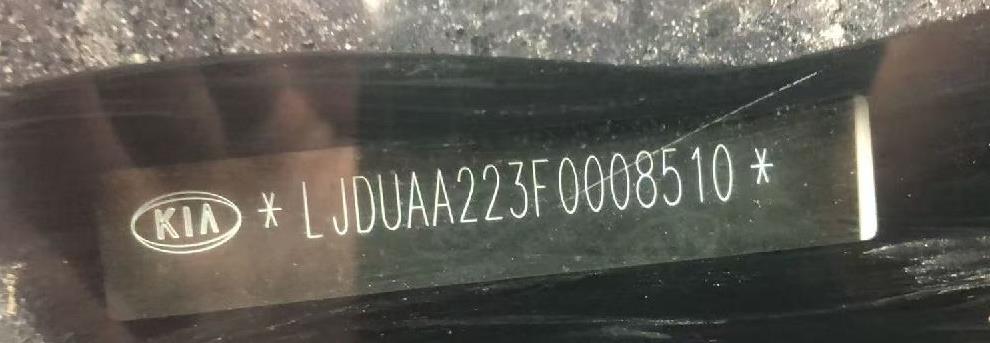 KIA * LJDUAA223F0008510 *